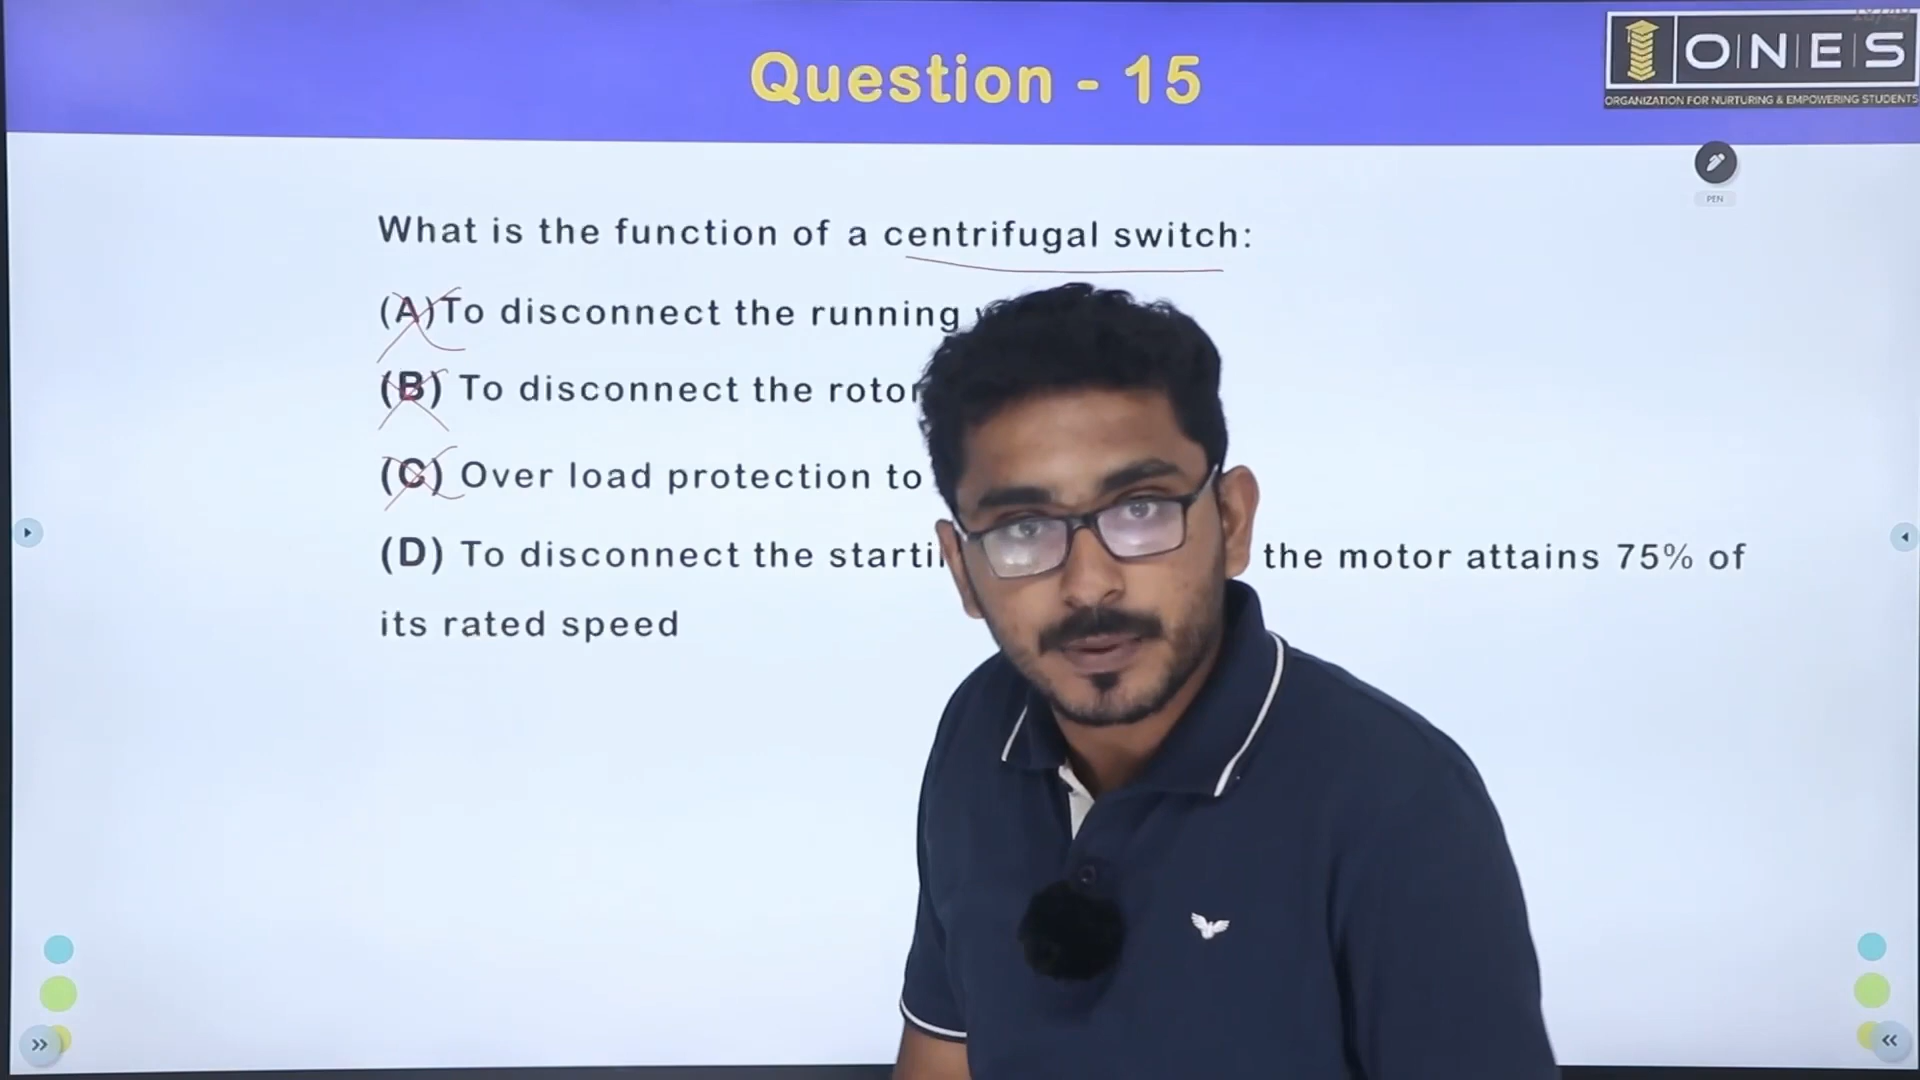 Question - 15
O|N|E|S
ORGANIZATION FOR NURTURING & EMPOWERING STUDENTS
PEN
What is the function of a centrifugal switch:
(A)To disconnect the running
(B) To disconnect the rotor
(C) Over load protection to
(D) To disconnect the starti the motor attains 75% of
its rated speed